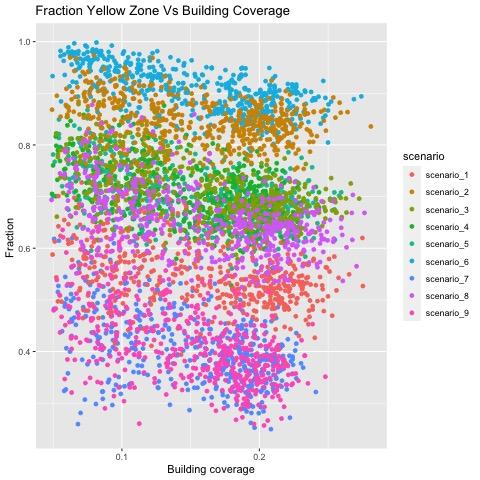 Fraction Yellow Zone Vs Building Coverage
1.0
0.8
0.6
0.4
Fraction
0.1
0.2
Building coverage
scenario
scenario_1
scenario_2
scenario_3
scenario_4
scenario_5
scenario_6
scenario_7
scenario_8
scenario_9